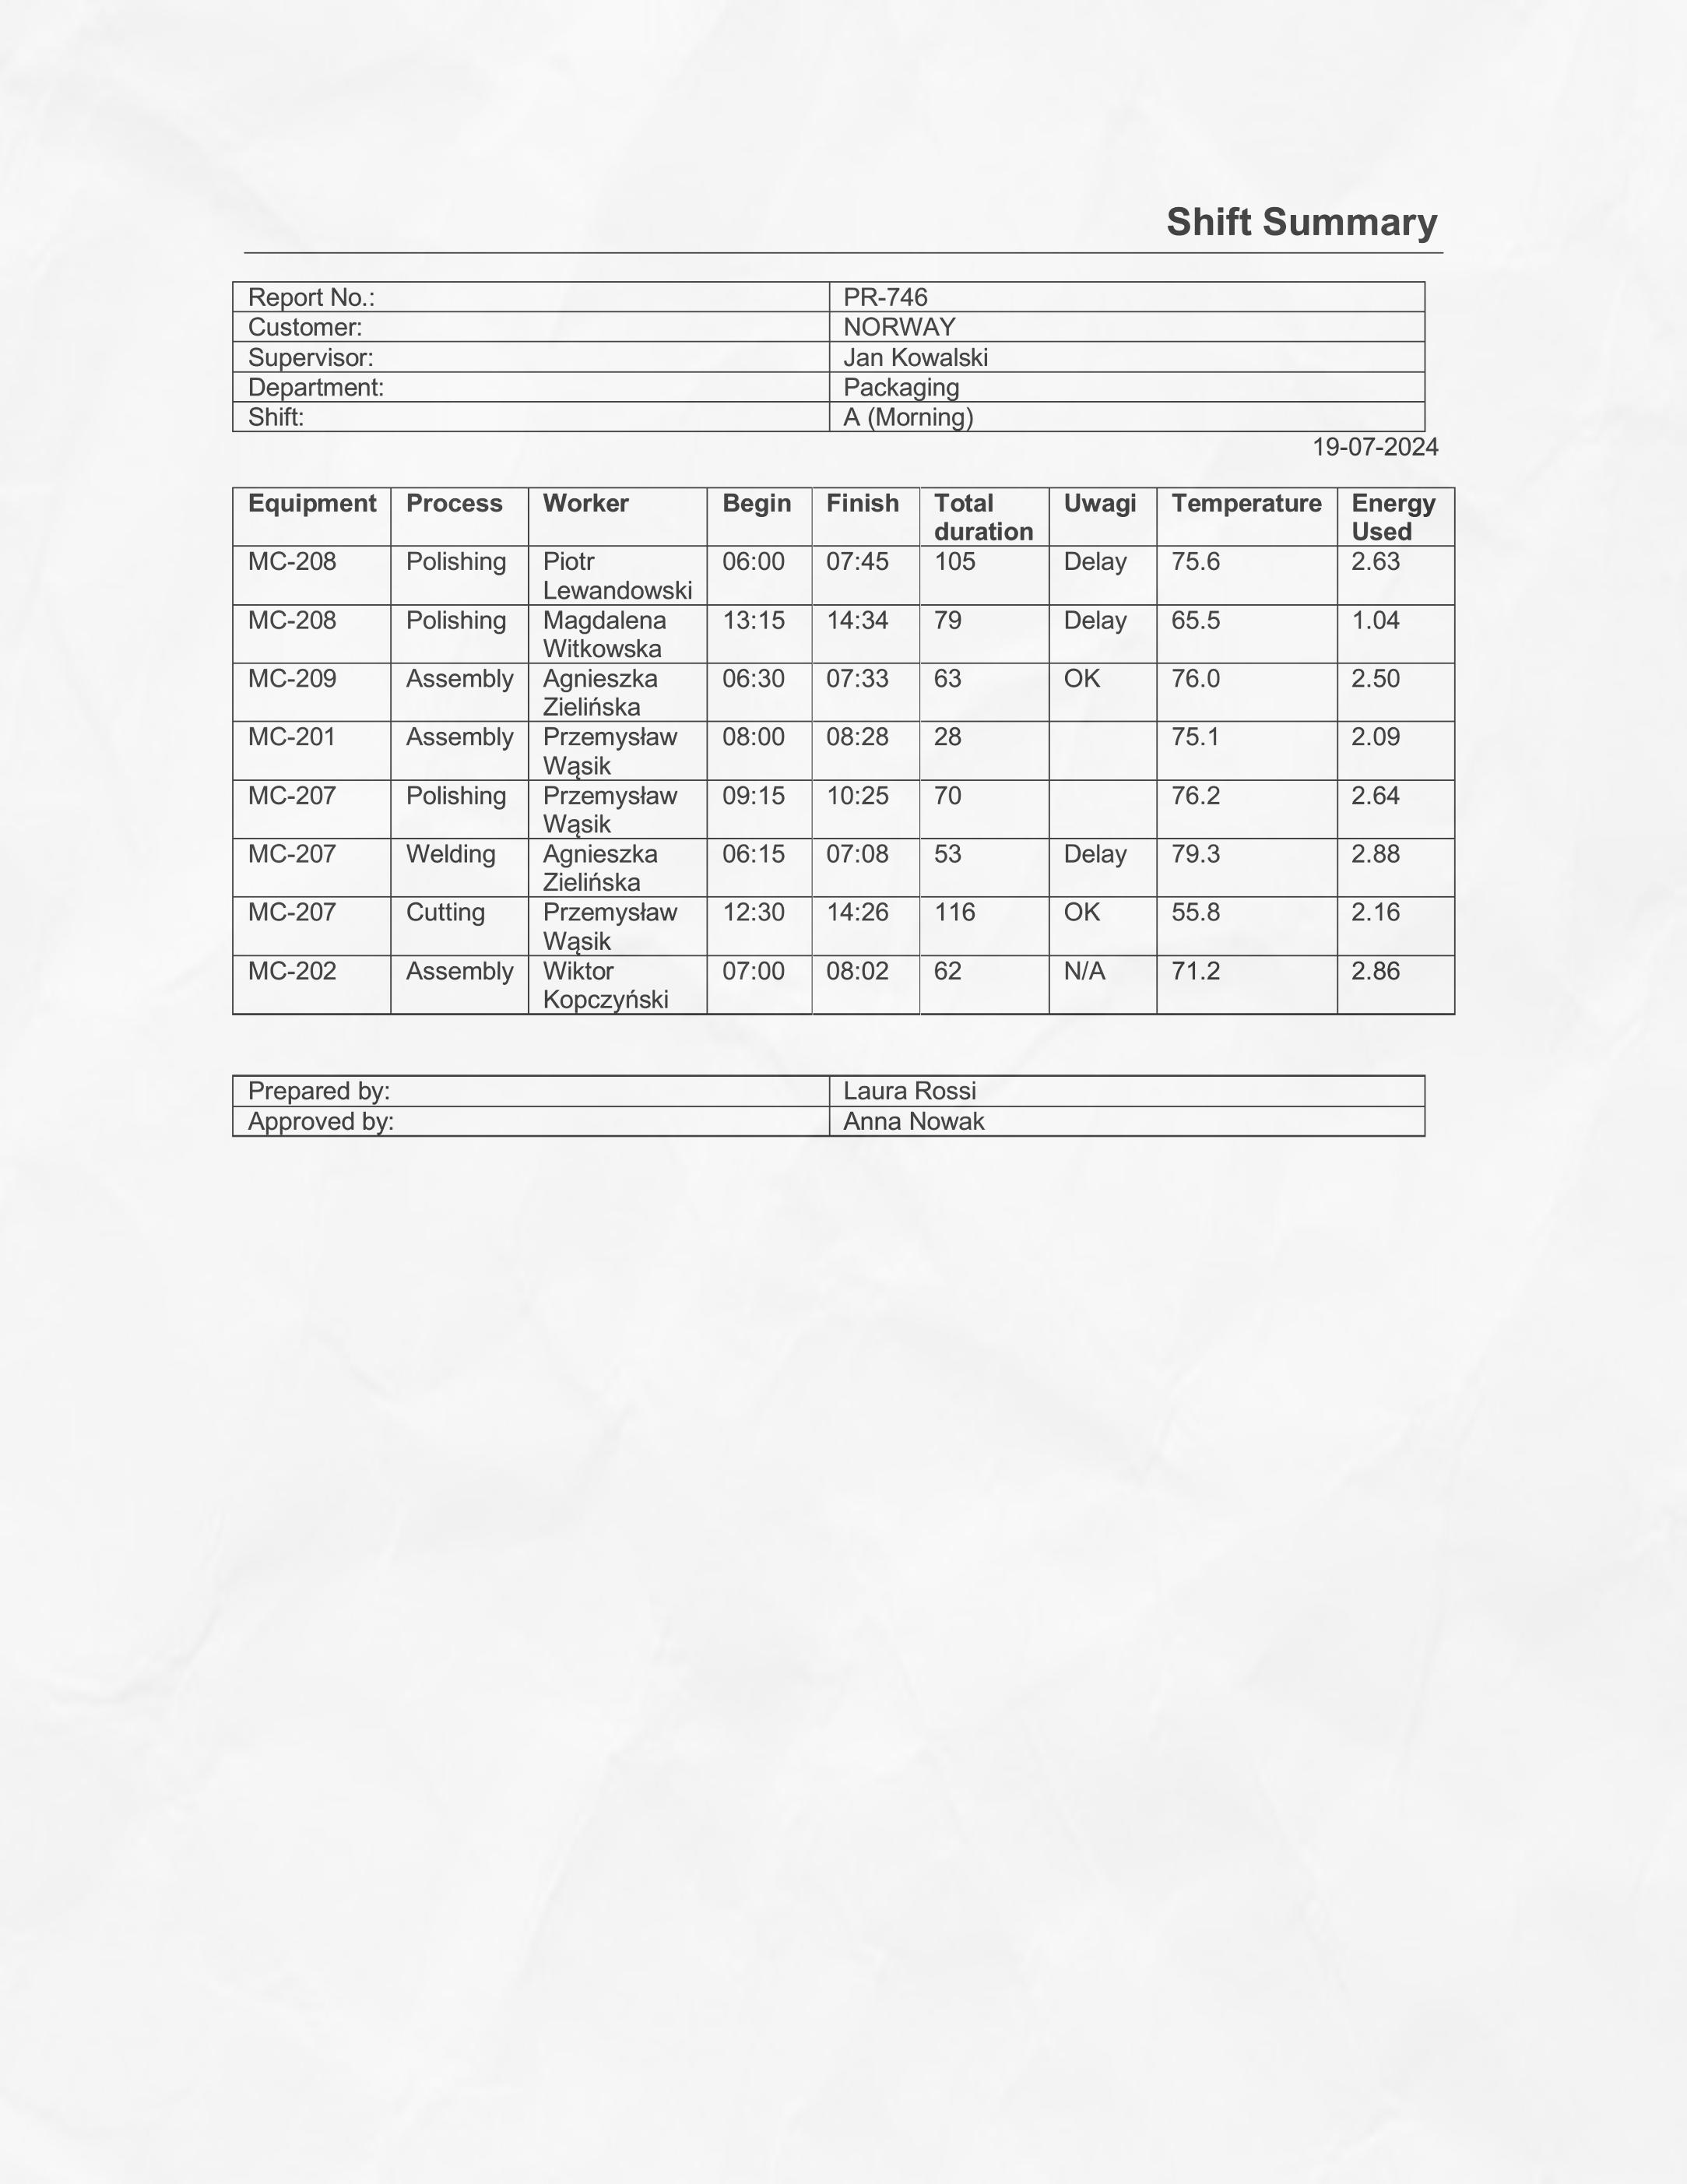 Shift Summary
Report No.: PR-746
Customer: NORWAY
Supervisor: Jan Kowalski
Department: Packaging
Shift: A (Morning)
19-07-2024
Equipment Process Worker Begin Finish Total duration Uwagi Temperature Energy Used
MC-208 Polishing Piotr Lewandowski 06:00 07:45 105 Delay 75.6 2.63
MC-208 Polishing Magdalena Witkowska 13:15 14:34 79 Delay 65.5 1.04
MC-209 Assembly Agnieszka Zielińska 06:30 07:33 63 OK 76.0 2.50
MC-201 Assembly Przemysław Wąsik 08:00 08:28 28 75.1 2.09
MC-207 Polishing Przemysław Wąsik 09:15 10:25 70 76.2 2.64
MC-207 Welding Agnieszka Zielińska 06:15 07:08 53 Delay 79.3 2.88
MC-207 Cutting Przemysław Wąsik 12:30 14:26 116 OK 55.8 2.16
MC-202 Assembly Wiktor Kopczyński 07:00 08:02 62 N/A 71.2 2.86
Prepared by: Laura Rossi
Approved by: Anna Nowak